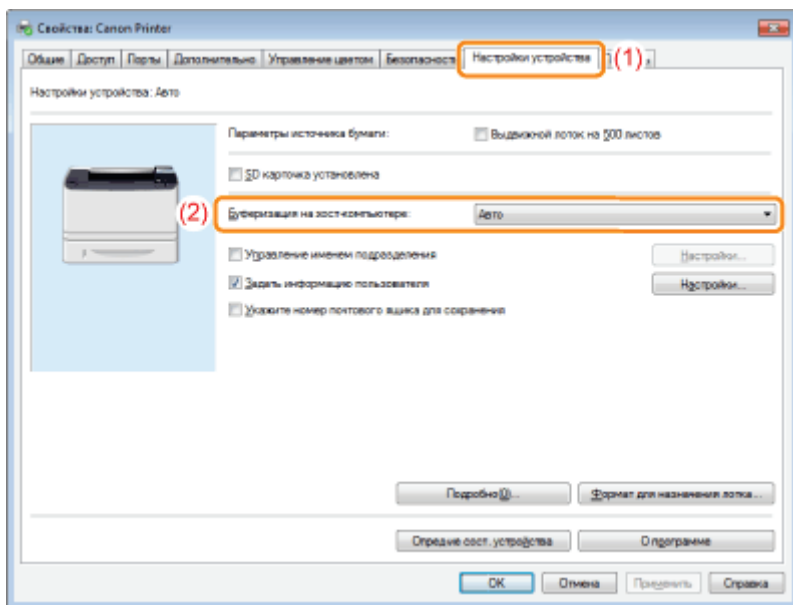 Свойства: Canon Printer
Общие Доступ Порты Дополнительно Управление цветом Безопасность Настройки устройства (1)
Настройки устройства: Авто
Параметры источника бумаги: Выдвижной лоток на 500 листов
SD карточка установлена
(2) Буферизация на хост-компьютере: Авто
Управление именем подразделения Настройки...
Задать информацию пользователя Настройки...
Укажите номер почтового ящика для сохранения
Подробно(J)... Формат для назначения лотка...
сост. устройства О программе
OK Отмена Применить Справка